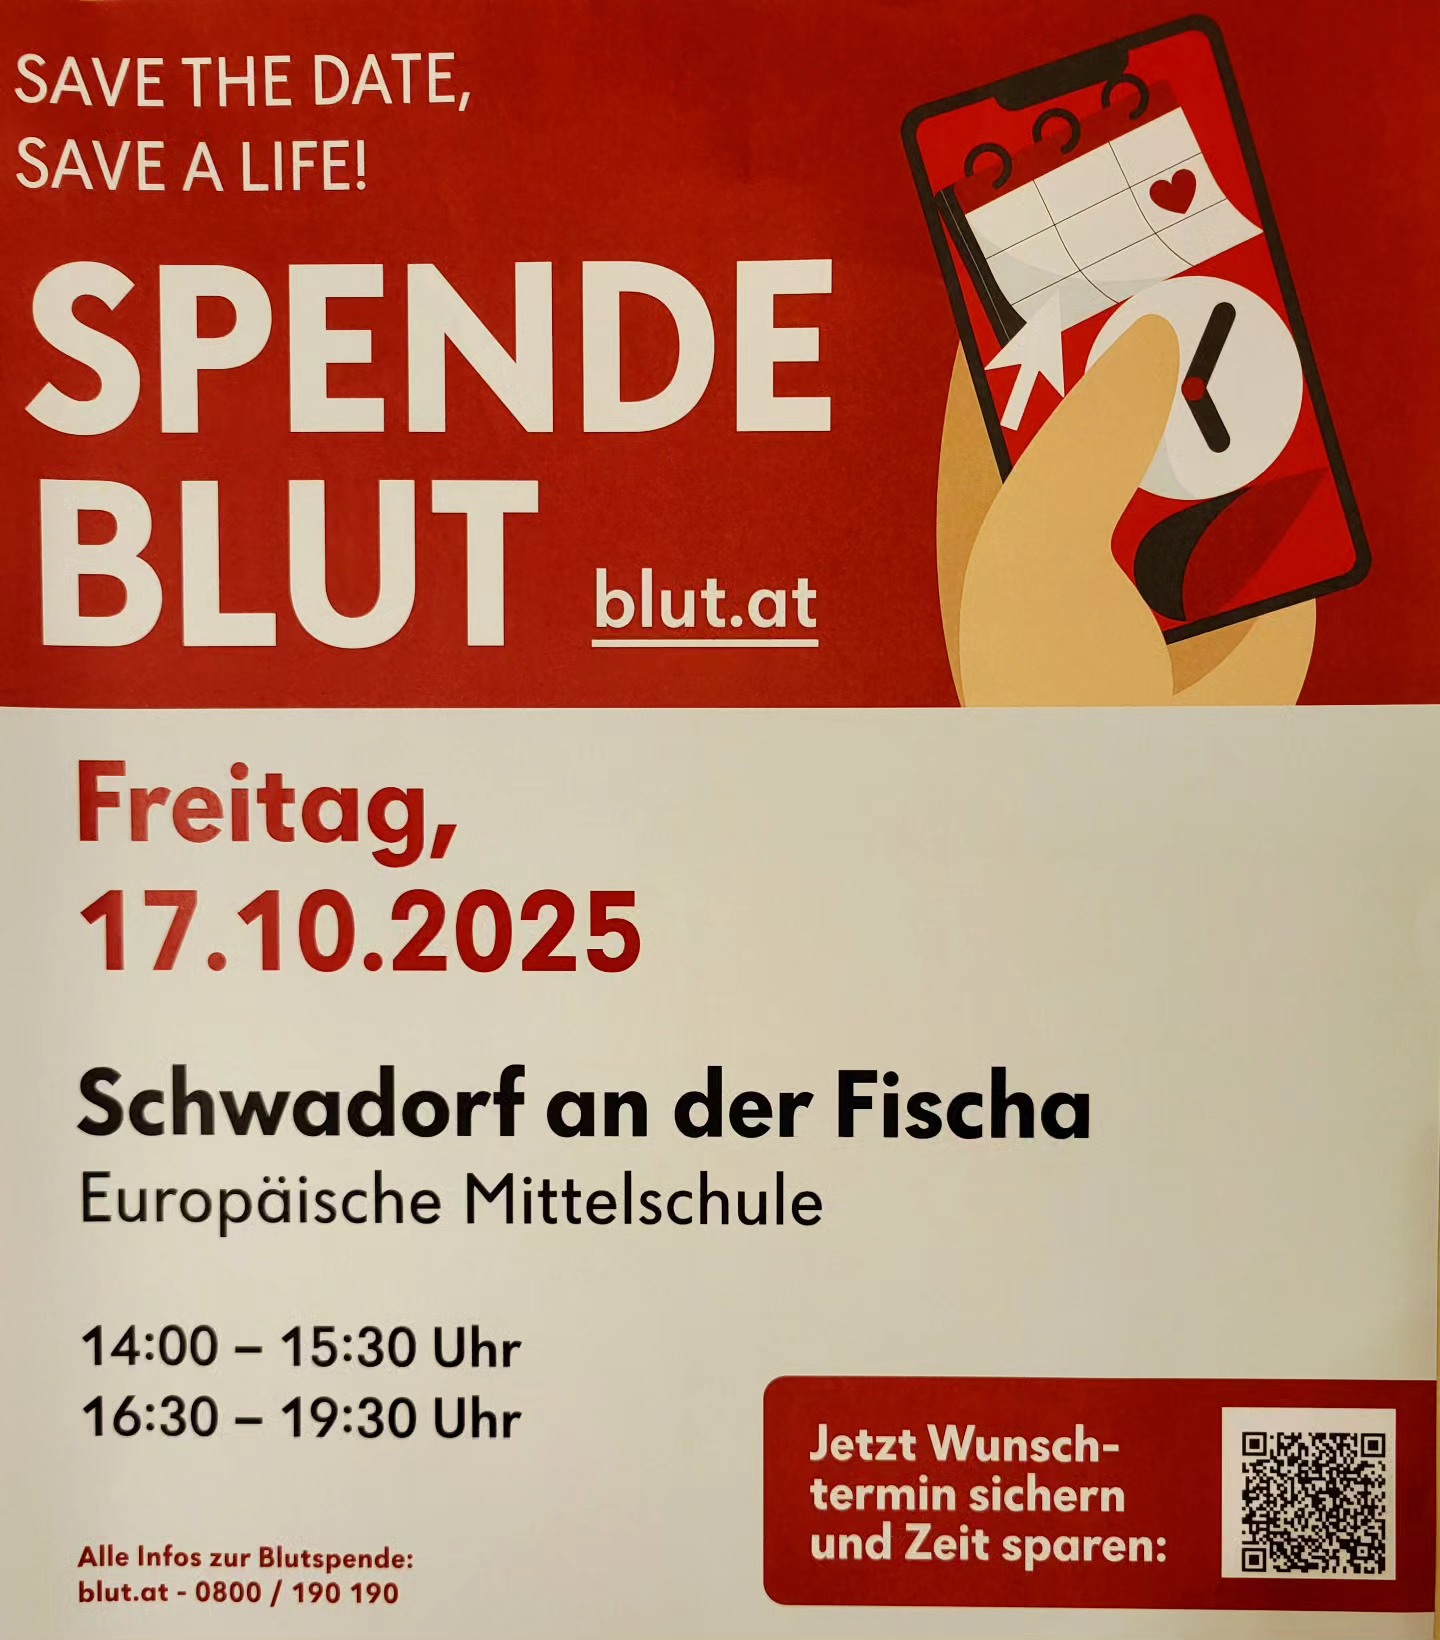 SAVE THE DATE,
SAVE A LIFE!
SPENDE
BLUT
blut.at
Freitag,
17.10.2025
Schwadorf an der Fischa
Europäische Mittelschule
14:00 – 15:30 Uhr
16:30 – 19:30 Uhr
Jetzt Wunsch-
termin sichern
und Zeit sparen:
Alle Infos zur Blutspende:
blut.at - 0800 / 190 190